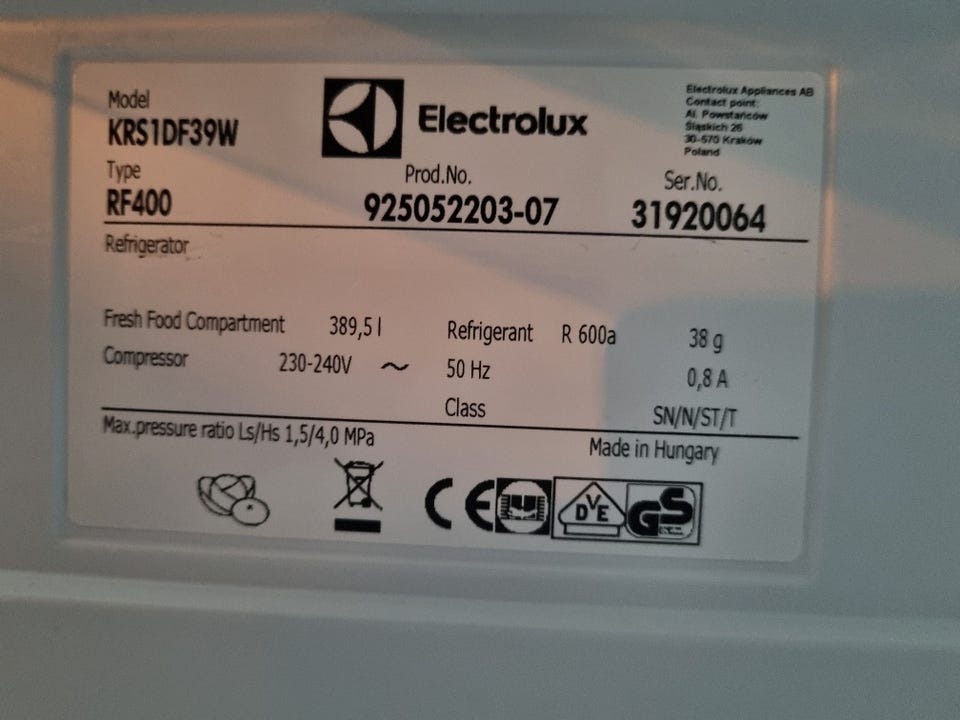 Model
KRS1DF39W
Electrolux
Electrolux Appliances AB
Contact point:
Al. Powstańców
Śląskich 26
30-570 Kraków
Poland
Type
RF400
Prod.No.
925052203-07
Ser.No.
31920064
Refrigerator
Fresh Food Compartment 389,5 l Refrigerant R 600a 38 g
Compressor 230-240V ~ 50 Hz 0,8 A
Class SN/N/ST/T
Max.pressure ratio Ls/Hs 1,5/4,0 MPa
Made in Hungary
CE
DVE
GS